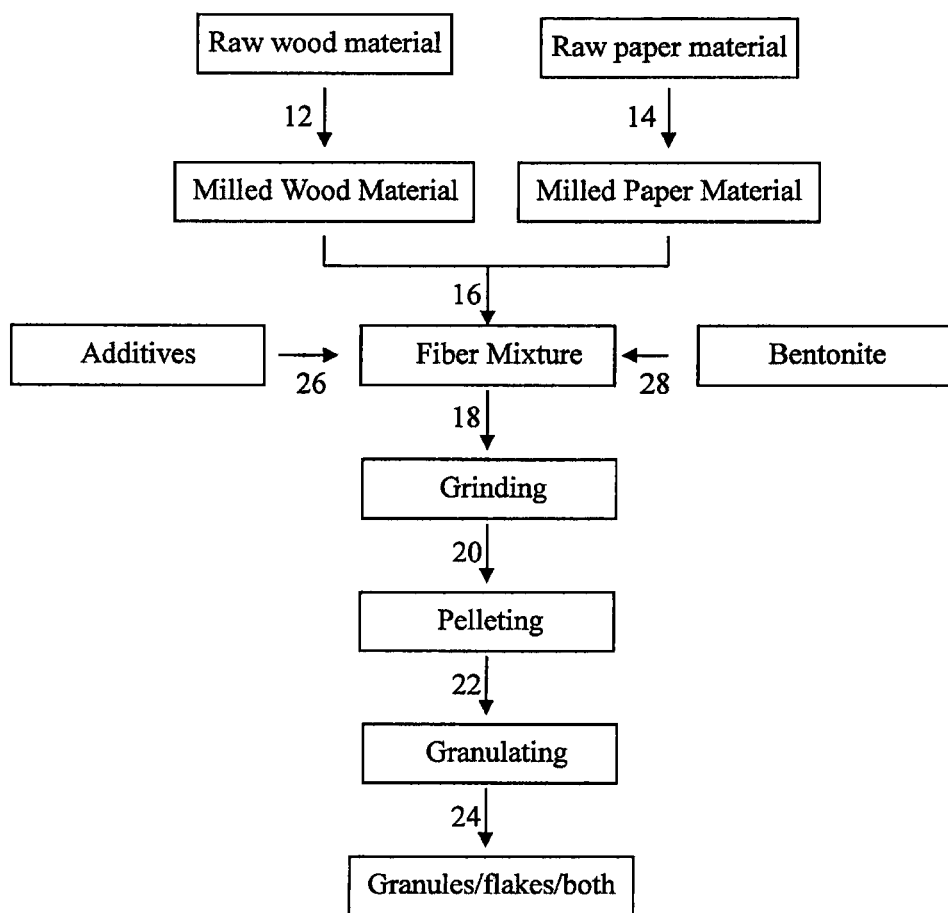 Raw wood material
Raw paper material
12
14
Milled Wood Material
Milled Paper Material
16
Additives
Fiber Mixture
Bentonite
26
28
18
Grinding
20
Pelleting
22
Granulating
24
Granules/flakes/both